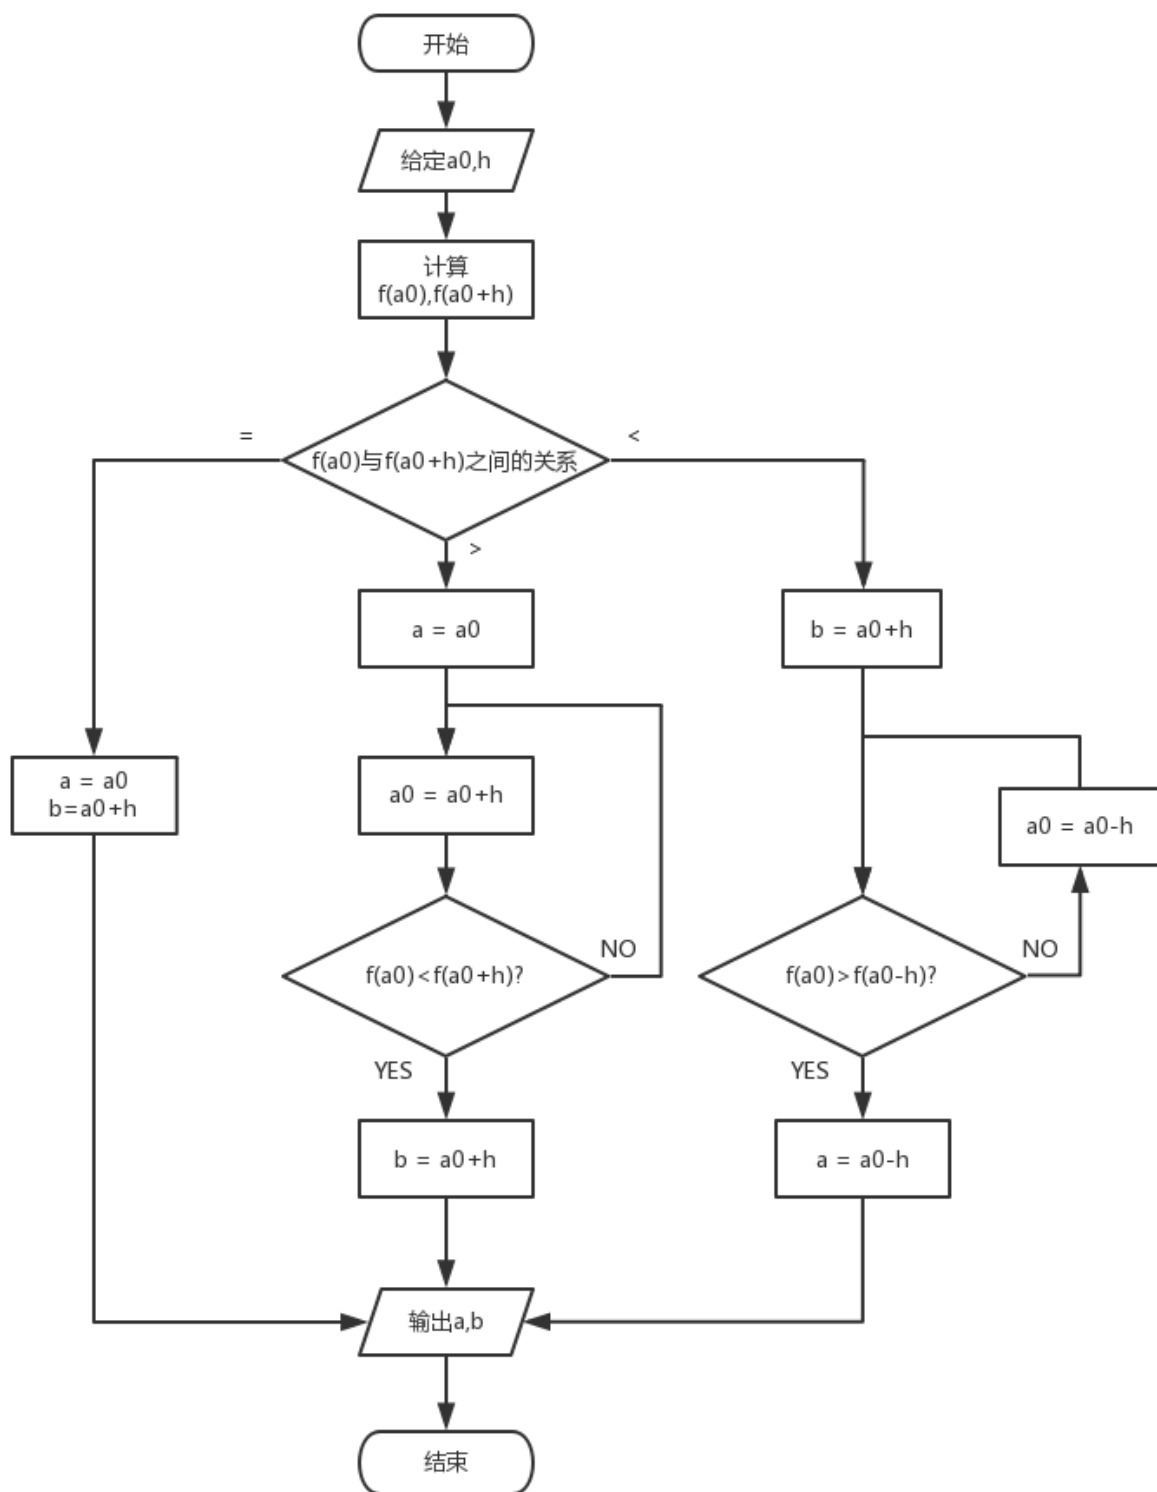 开始
给定a0,h
计算
f(a0),f(a0+h)
=
<
f(a0)与f(a0+h)之间的关系
>
a = a0
b = a0+h
a = a0
b=a0+h
a0 = a0+h
a0 = a0-h
f(a0)<f(a0+h)?
NO
f(a0)>f(a0-h)?
NO
YES
YES
b = a0+h
a = a0-h
输出a,b
结束